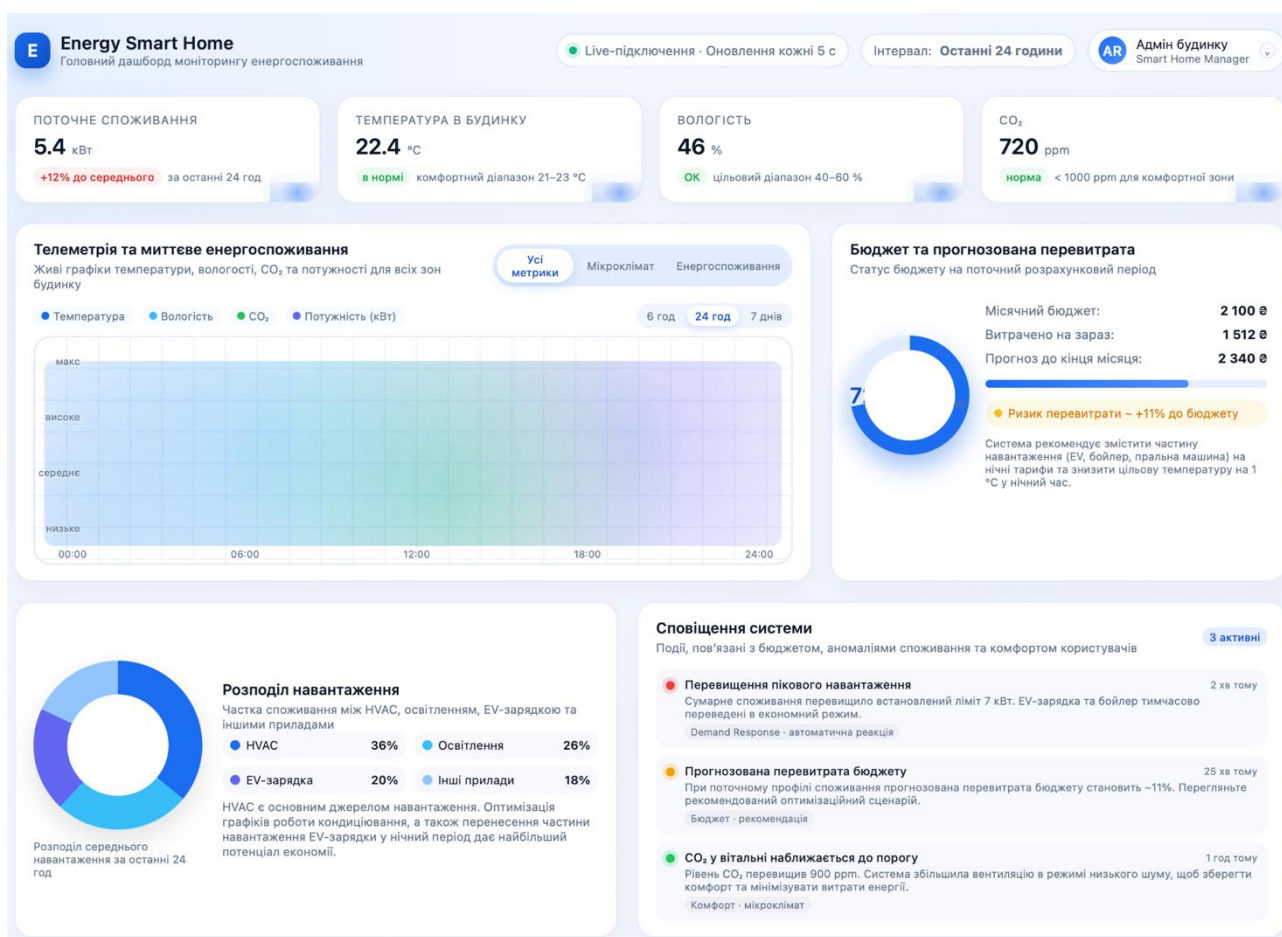 E
Energy Smart Home
Головний дашборд моніторингу енергоспоживання
Live-підключення · Оновлення кожні 5 с
Інтервал: Останні 24 години
AR
Адмін будинку
Smart Home Manager
ПОТОЧНЕ СПОЖИВАННЯ
5.4 кВт
+12% до середнього за останні 24 год
ТЕМПЕРАТУРА В БУДИНКУ
22.4 °C
в нормі комфортний діапазон 21–23 °C
ВОЛОГІСТЬ
46 %
OK цільовий діапазон 40–60 %
CO₂
720 ppm
норма < 1000 ppm для комфортної зони
Телеметрія та миттєве енергоспоживання
Живі графіки температури, вологості, CO₂ та потужності для всіх зон
будинку
Усі
метрики
Мікроклімат
Енергоспоживання
Температура
Вологість
CO₂
Потужність (кВт)
6 год
24 год
7 днів
макс
високе
середнє
низьке
00:00
06:00
12:00
18:00
24:00
Бюджет та прогнозована перевитрата
Статус бюджету на поточний розрахунковий період
Місячний бюджет: 2 100 ₴
Витрачено на зараз: 1 512 ₴
Прогноз до кінця місяця: 2 340 ₴
Ризик перевитрати ~ +11% до бюджету
Система рекомендує змістити частину
навантаження (EV, бойлер, пральна машина) на
нічні тарифи та знизити цільову температуру на 1
°C у нічний час.
Розподіл середнього
навантаження за останні 24
год
Розподіл навантаження
Частка споживання між HVAC, освітленням, EV-зарядкою та
іншими приладами
HVAC 36%
Освітлення 26%
EV-зарядка 20%
Інші прилади 18%
HVAC є основним джерелом навантаження. Оптимізація
графіків роботи кондиціювання, а також перенесення частини
навантаження EV-зарядки у нічний період дає найбільший
потенціал економії.
Сповіщення системи
Події, пов'язані з бюджетом, аномаліями споживання та комфортом користувачів
3 активні
Перевищення пікового навантаження
2 хв тому
Сумарне споживання перевищило встановлений ліміт 7 кВт. EV-зарядка та бойлер тимчасово
переведені в економний режим.
Demand Response · автоматична реакція
Прогнозована перевитрата бюджету
25 хв тому
При поточному профілі споживання прогнозована перевитрата бюджету становить ~11%. Перегляньте
рекомендований оптимізаційний сценарій.
Бюджет · рекомендація
CO₂ у вітальні наближається до порогу
1 год тому
Рівень CO₂ перевищив 900 ppm. Система збільшила вентиляцію в режимі низького шуму, щоб зберегти
комфорт та мінімізувати витрати енергії.
Комфорт · мікроклімат